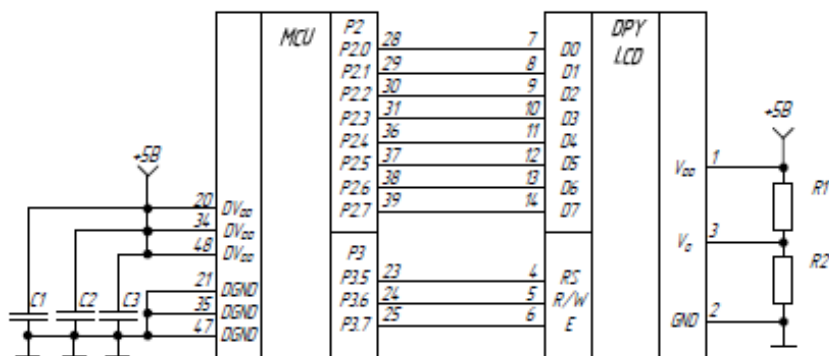 MCU
P2
P2.0
P2.1
P2.2
P2.3
P2.4
P2.5
P2.6
P2.7
P3
P3.5
P3.6
P3.7
28
29
30
31
36
37
38
39
23
24
25
7
8
9
10
11
12
13
14
4
5
6
DPY
LCD
D0
D1
D2
D3
D4
D5
D6
D7
RS
R/W
E
+5В
20 DVDD
34 DVDD
48 DVDD
21 DGND
35 DGND
47 DGND
C1
C2
C3
+5В
VDD 1
V0 3
GND 2
R1
R2